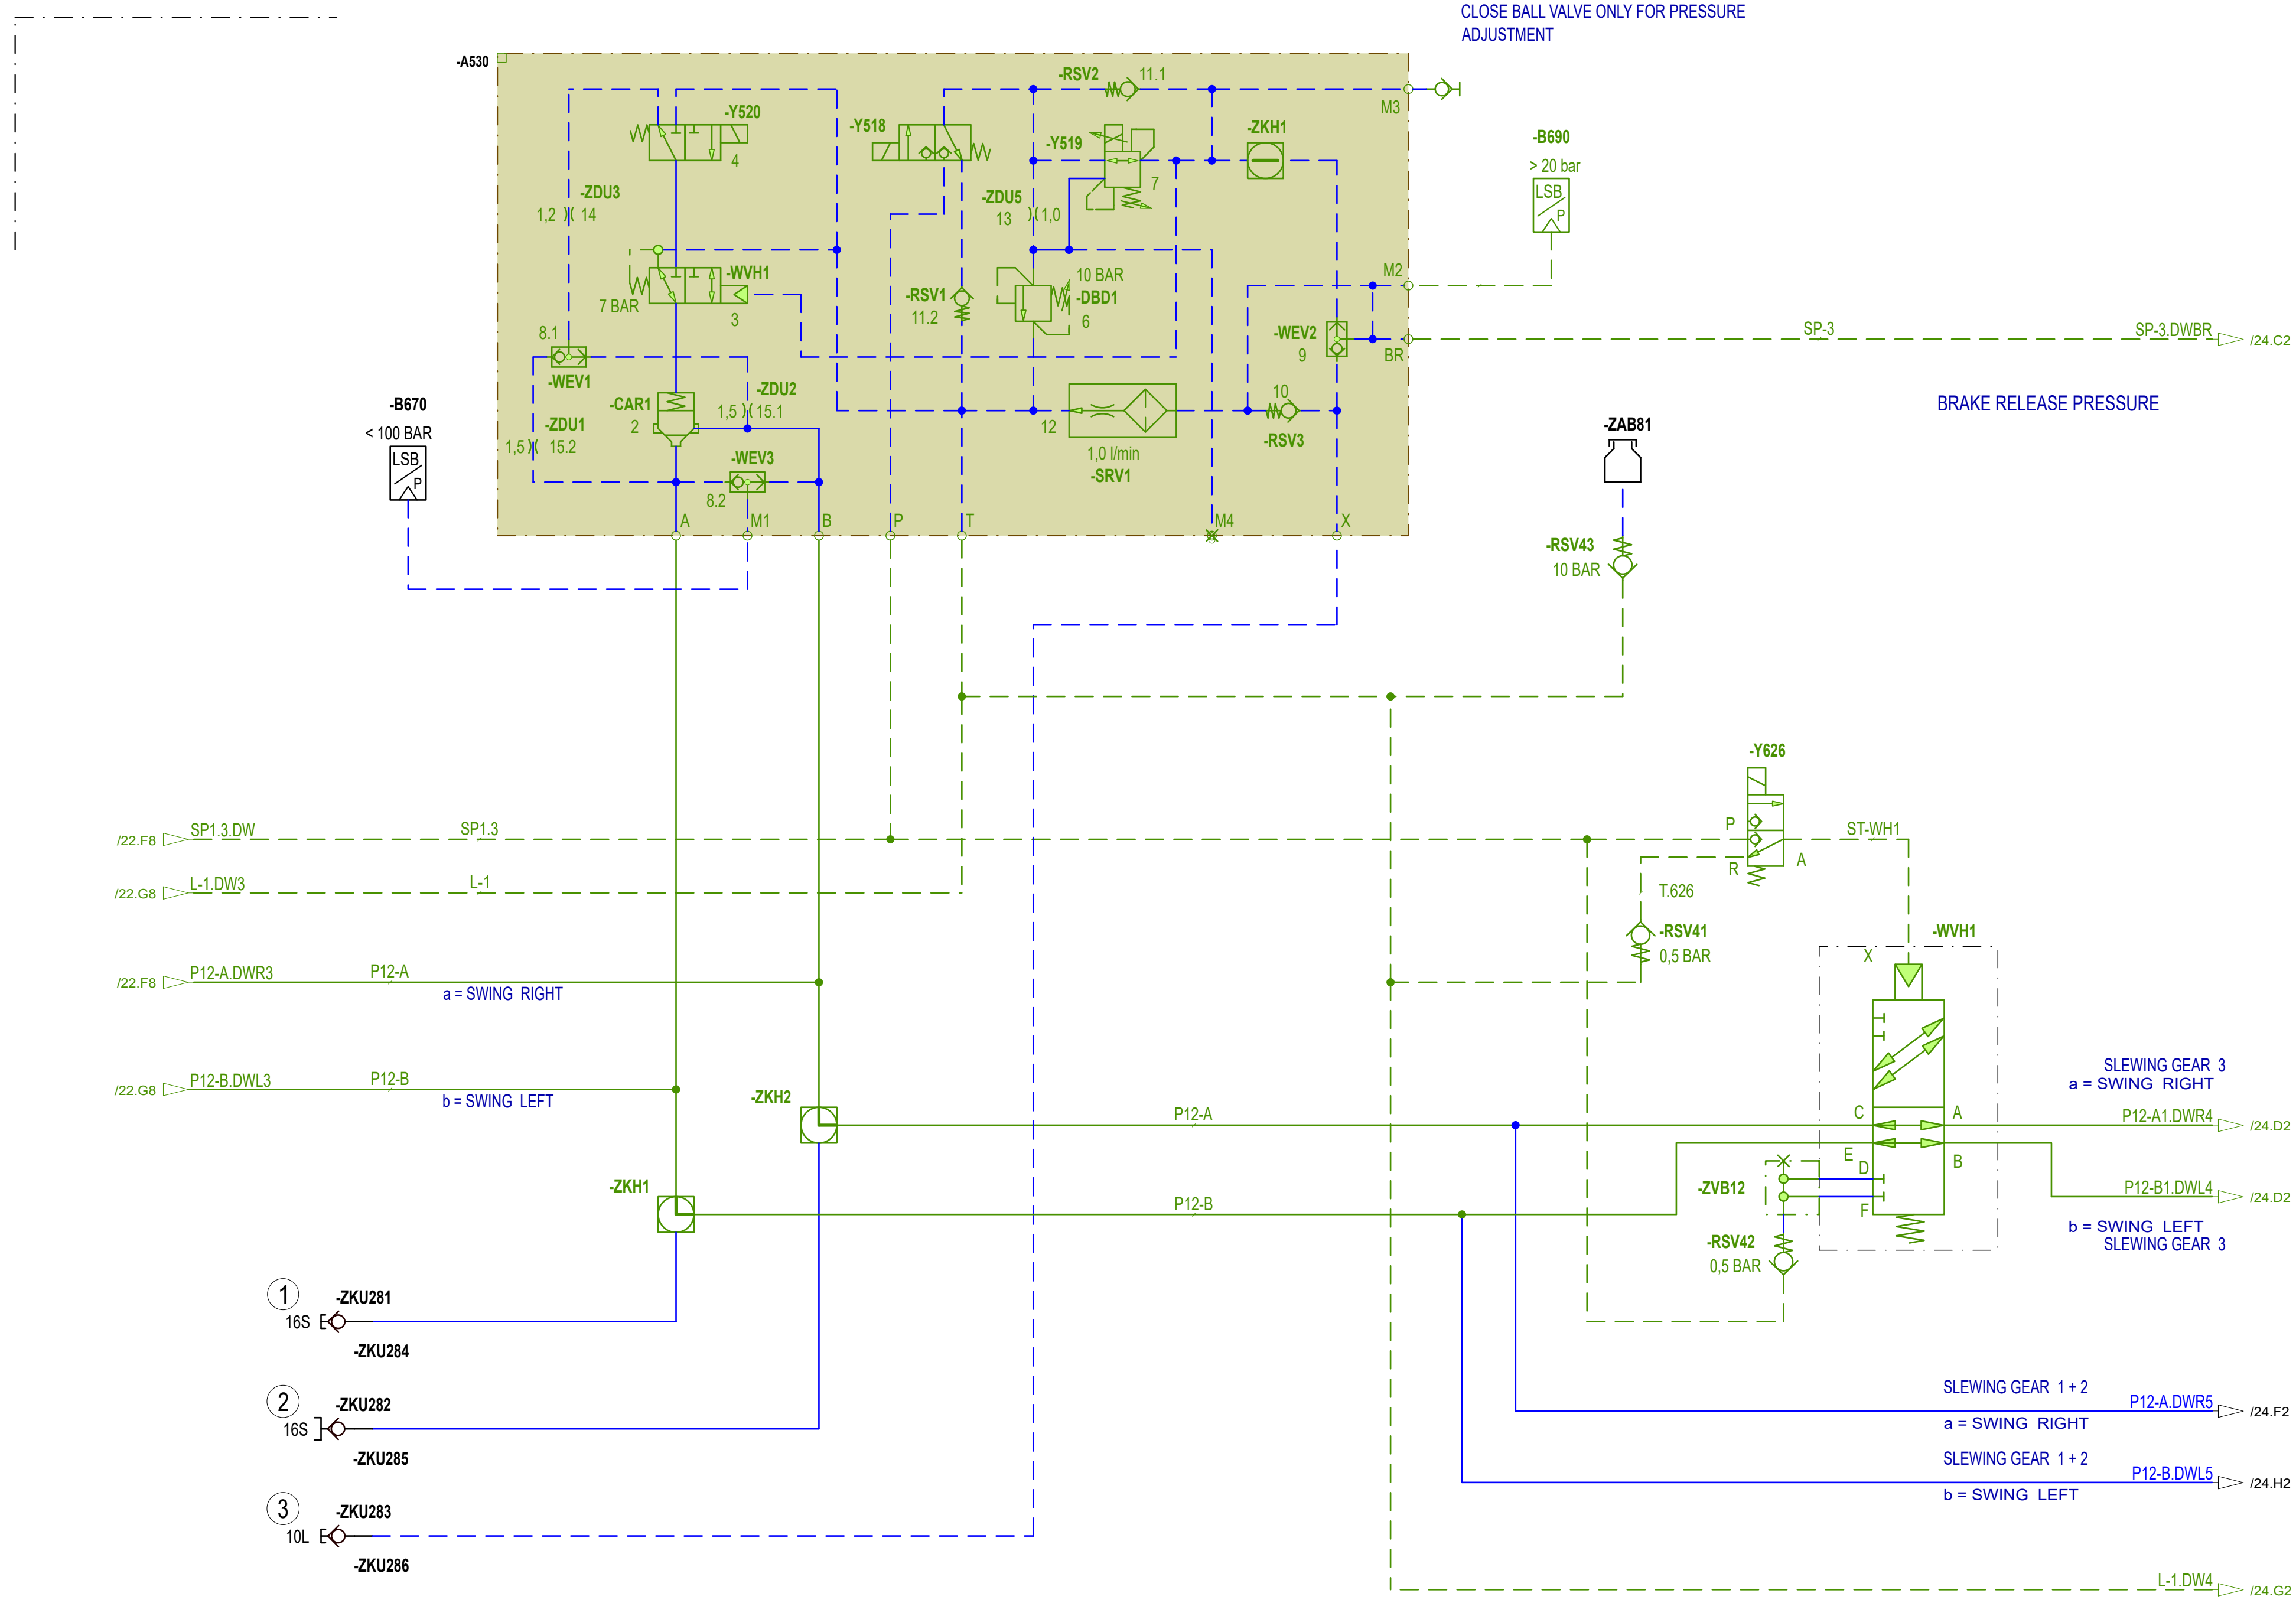 CLOSE BALL VALVE ONLY FOR PRESSURE
ADJUSTMENT
-A530
-RSV2
11.1
M3
-Y520
4
-Y518
-Y519
7
-ZKH1
-B690
> 20 bar
LSB
P
-ZDU3
1,2
14
-ZDU5
13
1,0
-WVH1
7 BAR
3
-RSV1
11.2
10 BAR
-DBD1
6
M2
-WEV2
9
BR
SP-3
SP-3.DWBR
/24.C2
8.1
-WEV1
-ZDU2
1,5
15.1
-CAR1
2
-ZDU1
1,5
15.2
-B670
< 100 BAR
LSB
P
-WEV3
8.2
12
1,0 l/min
-SRV1
10
-RSV3
BRAKE RELEASE PRESSURE
-ZAB81
A
M1
B
P
T
M4
X
-RSV43
10 BAR
-Y626
P
R
A
ST-WH1
/22.F8
SP1.3.DW
SP1.3
/22.G8
L-1.DW3
L-1
T.626
-RSV41
0,5 BAR
-WVH1
X
/22.F8
P12-A.DWR3
P12-A
a = SWING RIGHT
/22.G8
P12-B.DWL3
P12-B
b = SWING LEFT
-ZKH2
P12-A
SLEWING GEAR 3
a = SWING RIGHT
C
A
P12-A1.DWR4
/24.D2
E
D
B
F
-ZVB12
-ZKH1
P12-B
P12-B1.DWL4
/24.D2
b = SWING LEFT
SLEWING GEAR 3
-RSV42
0,5 BAR
1
-ZKU281
16S
-ZKU284
2
-ZKU282
16S
-ZKU285
SLEWING GEAR 1 + 2
P12-A.DWR5
/24.F2
a = SWING RIGHT
SLEWING GEAR 1 + 2
P12-B.DWL5
/24.H2
b = SWING LEFT
3
-ZKU283
10L
-ZKU286
L-1.DW4
/24.G2